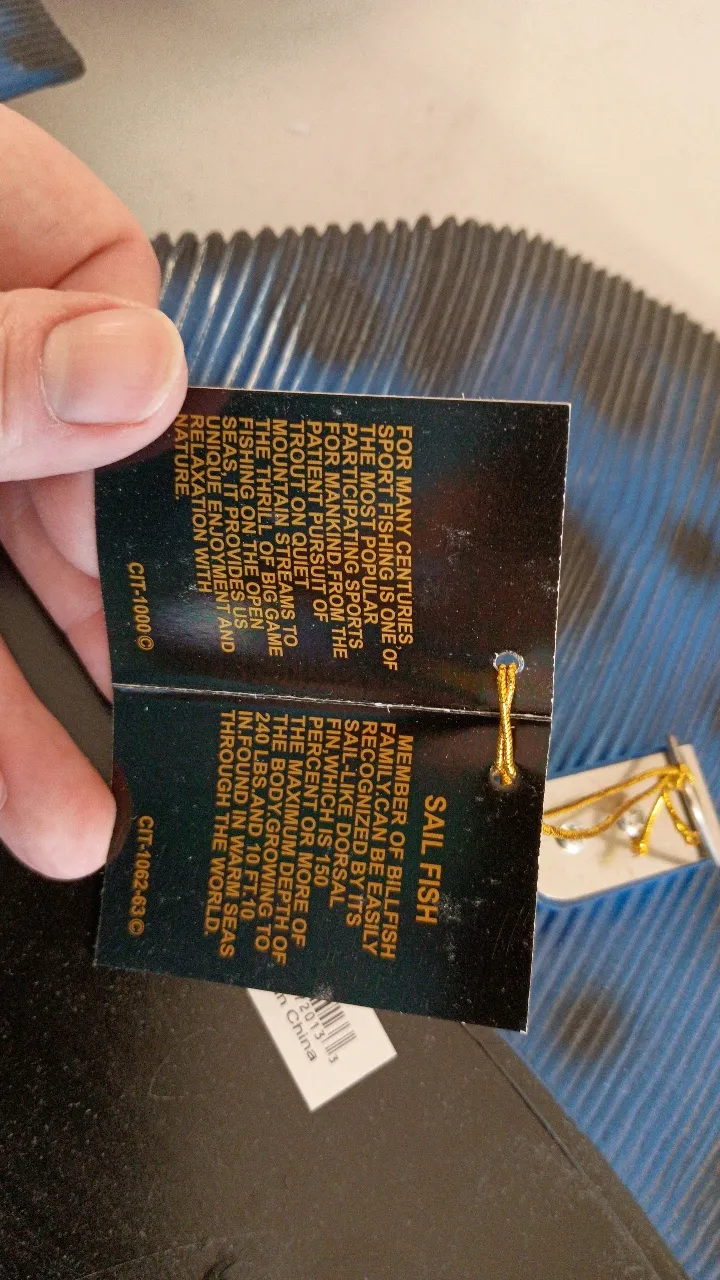 FOR MANY CENTURIES,
SPORT FISHING IS ONE OF
THE MOST POPULAR
PARTICIPATING SPORTS
FOR MANKIND.FROM THE
PATIENT PURSUIT OF
TROUT ON QUIET
MOUNTAIN STREAMS TO
THE THRILL OF BIG GAME
FISHING ON THE OPEN
SEAS, IT PROVIDES US
UNIQUE ENJOYMENT AND
RELAXATION WITH
NATURE.
CIT-1000©
SAIL FISH
MEMBER OF BILLFISH
FAMILY.CAN BE EASILY
RECOGNIZED BY ITS
SAIL-LIKE DORSAL
FIN,WHICH IS 150
PERCENT OR MORE OF
THE MAXIMUM DEPTH OF
THE BODY.GROWING TO
240 LBS.AND 10 FT.10
IN.FOUND IN WARM SEAS
THROUGH THE WORLD.
CIT-1062-63©
2013 3
China